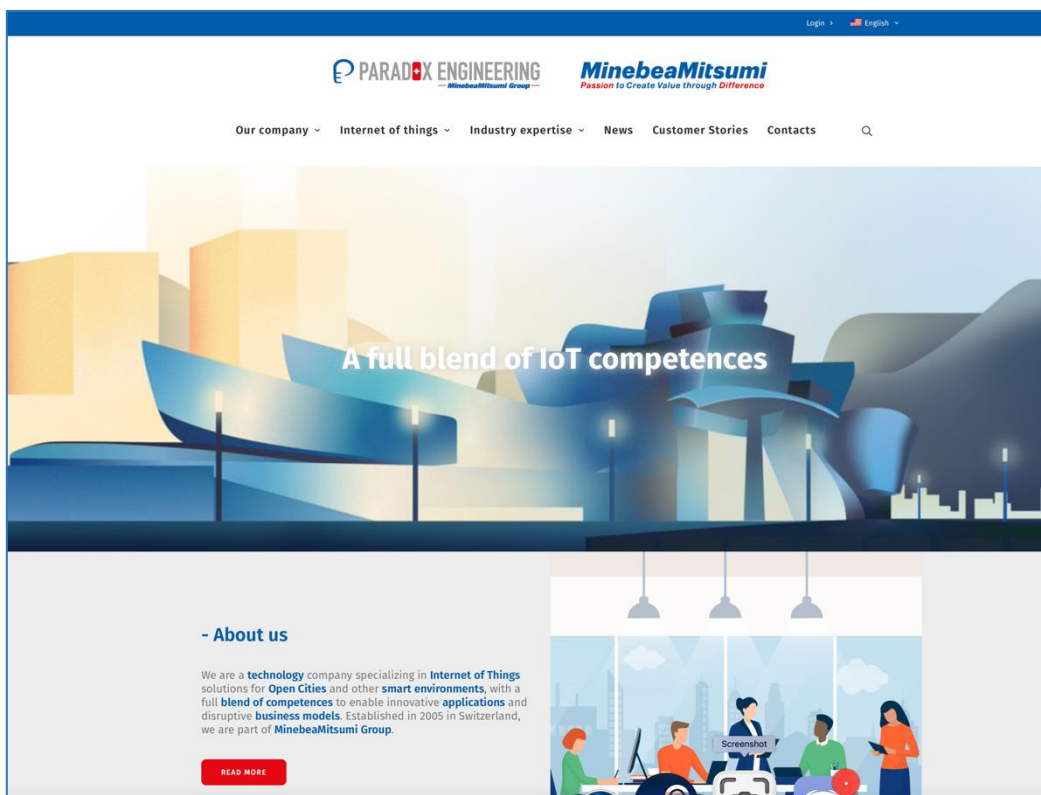 Login
English
PARADOX ENGINEERING
MinebeaMitsumi Group
MinebeaMitsumi
Passion to Create Value through Difference
Our company Internet of things Industry expertise News Customer Stories Contacts
A full blend of IoT competences
- About us
We are a technology company specializing in Internet of Things
solutions for Open Cities and other smart environments, with a
full blend of competences to enable innovative applications and
disruptive business models. Established in 2005 in Switzerland,
we are part of MinebeaMitsumi Group.
READ MORE
Screenshot